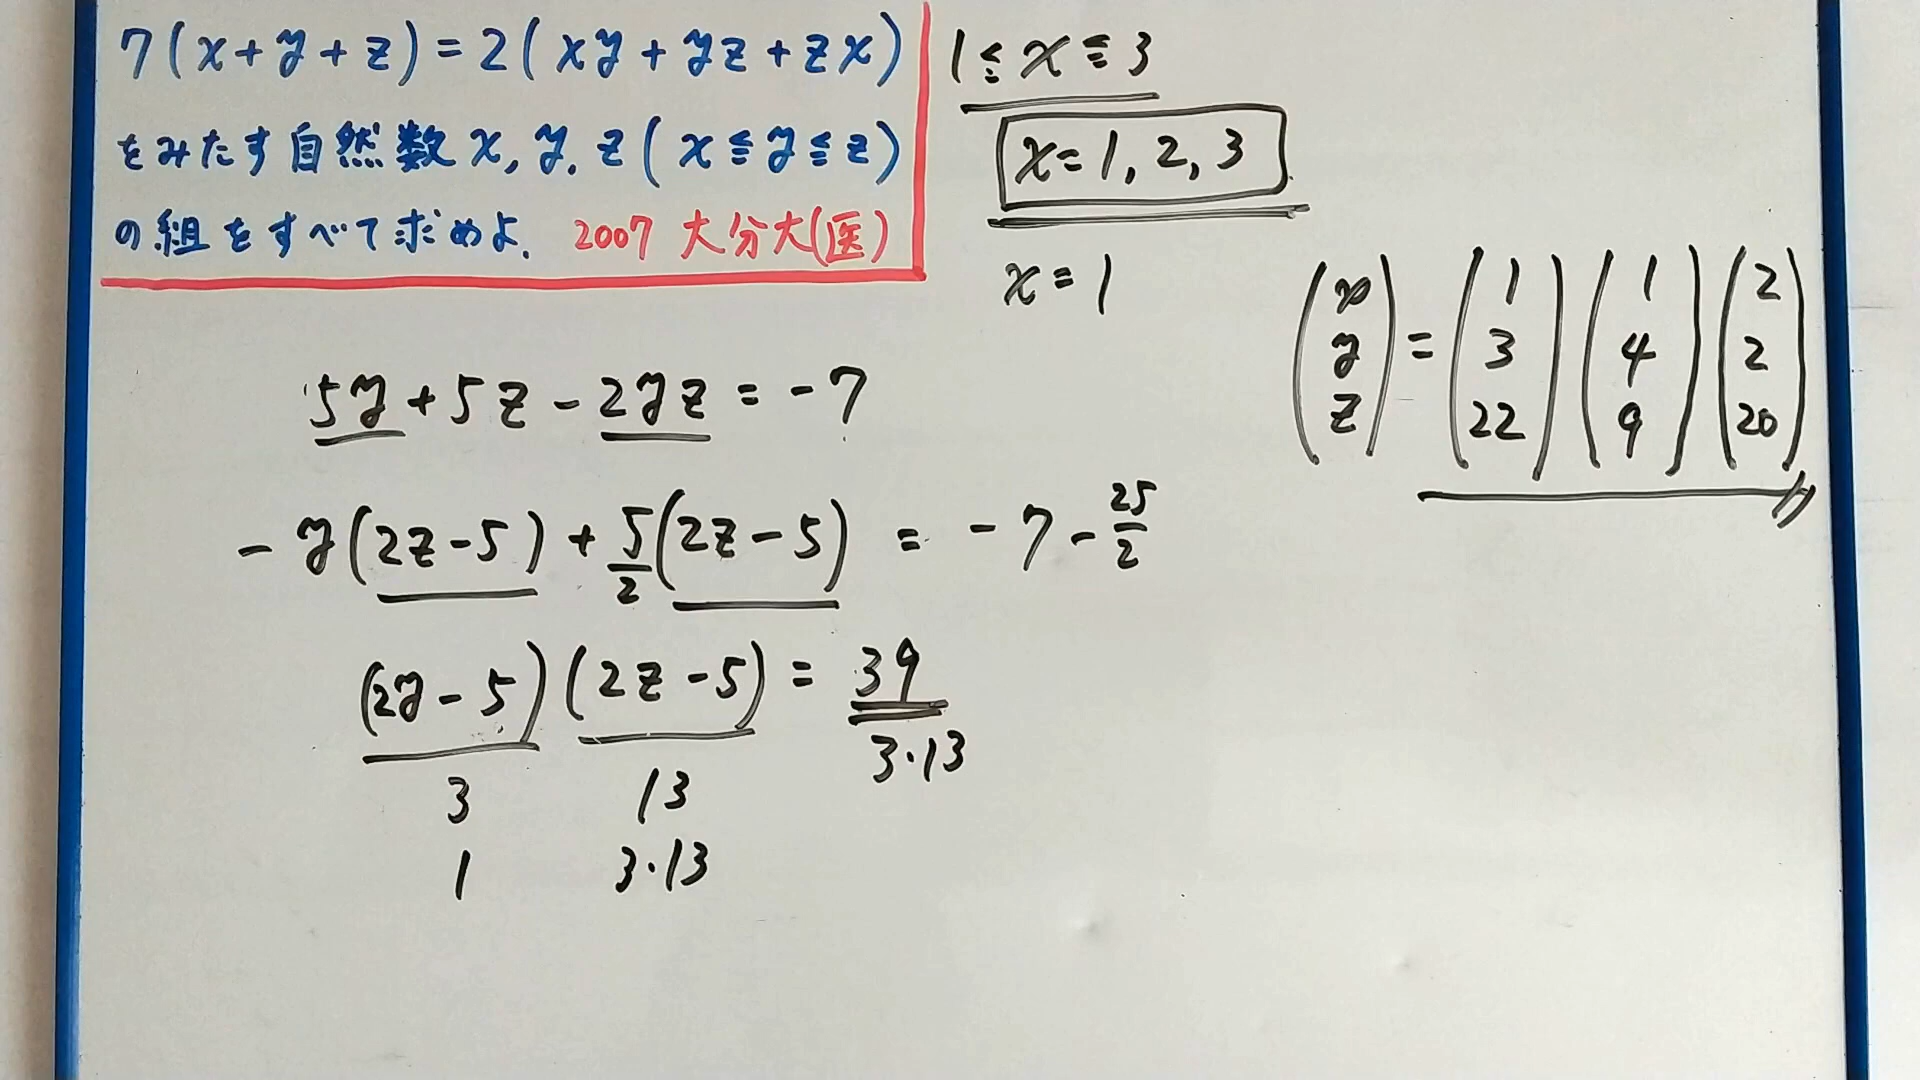 7(x+y+z)=2(xy+yz+zx)
をみたす自然数x,y,z(x≦y≦z)
の組をすべて求めよ. 2007 大分大(医)
1≦x≦3
x=1,2,3
x=1
(x y z) = (1 3 22) (1 4 9) (2 2 20)
5y+5z-2yz=-7
-y(2z-5)+5/2(2z-5)=-7-25/2
(2y-5)(2z-5)=39
3・13
3 13
1 3・13